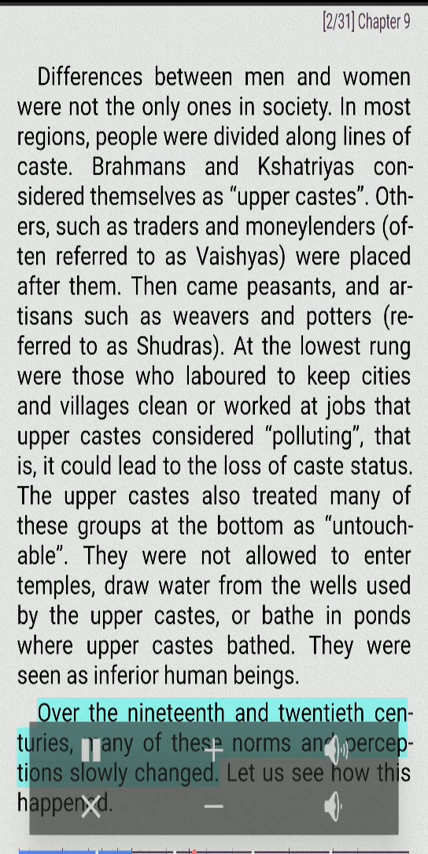 [2/31] Chapter 9
Differences between men and women
were not the only ones in society. In most
regions, people were divided along lines of
caste. Brahmans and Kshatriyas con-
sidered themselves as “upper castes”. Oth-
ers, such as traders and moneylenders (of-
ten referred to as Vaishyas) were placed
after them. Then came peasants, and ar-
tisans such as weavers and potters (re-
ferred to as Shudras). At the lowest rung
were those who laboured to keep cities
and villages clean or worked at jobs that
upper castes considered “polluting”, that
is, it could lead to the loss of caste status.
The upper castes also treated many of
these groups at the bottom as “untouch-
able”. They were not allowed to enter
temples, draw water from the wells used
by the upper castes, or bathe in ponds
where upper castes bathed. They were
seen as inferior human beings.
Over the nineteenth and twentieth cen-
turies, many of these norms and percep-
tions slowly changed. Let us see how this
happened.